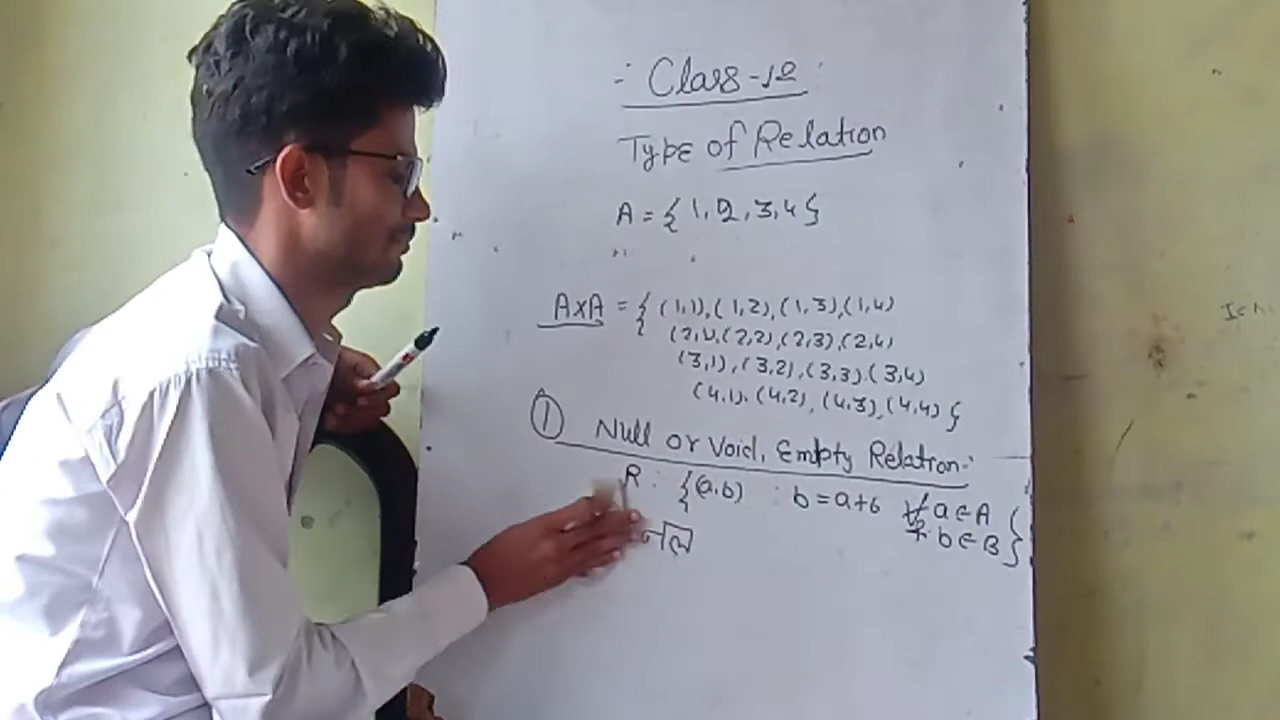 Class-12
Type of Relation
A = { 1, 2, 3, 4 }
A×A = { (1,1), (1,2), (1,3), (1,4)
(2,1), (2,2), (2,3), (2,4)
(3,1), (3,2), (3,3), (3,4)
(4,1), (4,2), (4,3), (4,4) }
① Null or Void, Empty Relation:-
R : {(a,b) : b = a+6 ∀ a ∈ A
b ∈ B }